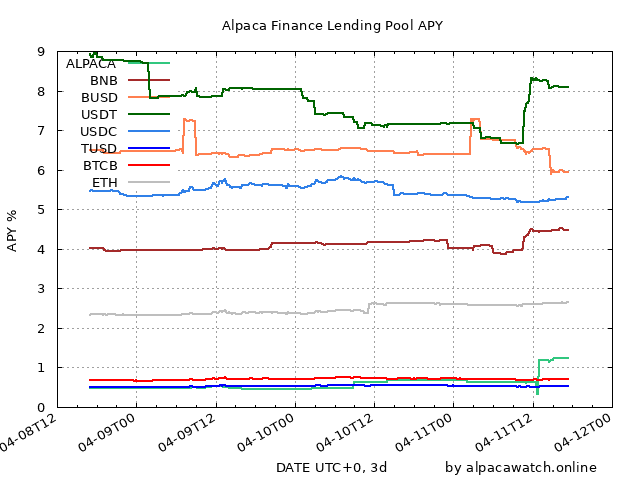 Alpaca Finance Lending Pool APY
9
8
7
6
5
4
3
2
1
0
APY %
ALPACA
BNB
BUSD
USDT
USDC
TUSD
BTCB
ETH
04-08T12
04-09T00
04-09T12
04-10T00
04-10T12
04-11T00
04-11T12
04-12T00
DATE UTC+0, 3d
by alpacawatch.online